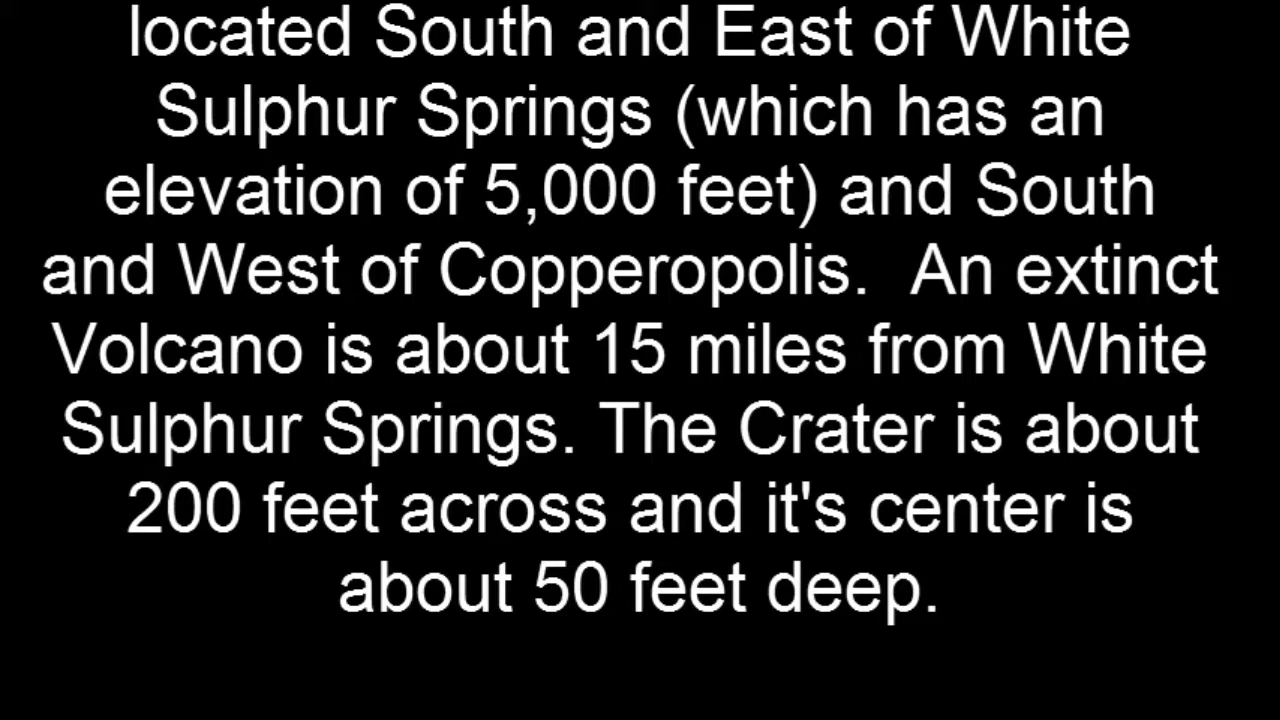 located South and East of White
Sulphur Springs (which has an
elevation of 5,000 feet) and South
and West of Copperopolis.  An extinct
Volcano is about 15 miles from White
Sulphur Springs. The Crater is about
200 feet across and it's center is
about 50 feet deep.